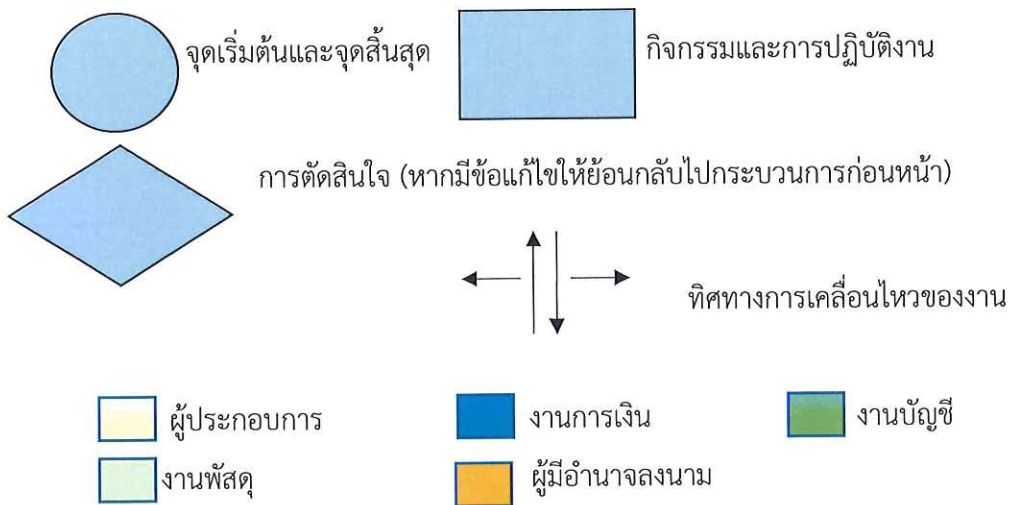 จุดเริ่มต้นและจุดสิ้นสุด
กิจกรรมและการปฏิบัติงาน
การตัดสินใจ (หากมีข้อแก้ไขให้ย้อนกลับไปกระบวนการก่อนหน้า)
ทิศทางการเคลื่อนไหวของงาน
ผู้ประกอบการ
งานการเงิน
งานบัญชี
งานพัสดุ
ผู้มีอำนาจลงนาม